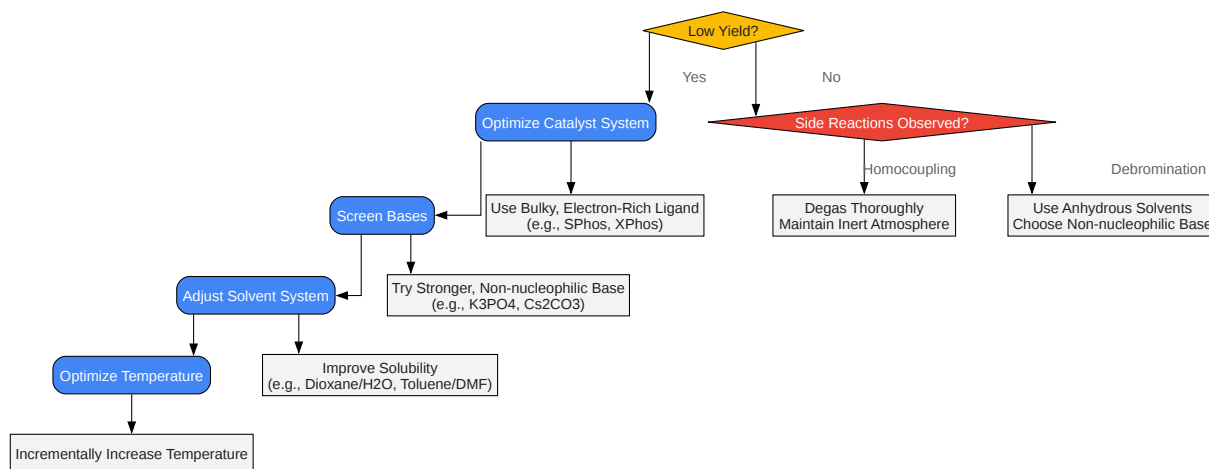 Low Yield?
Yes
No
Optimize Catalyst System
Side Reactions Observed?
Homocoupling
Debromination
Screen Bases
Use Bulky, Electron-Rich Ligand
(e.g., SPhos, XPhos)
Degas Thoroughly
Maintain Inert Atmosphere
Use Anhydrous Solvents
Choose Non-nucleophilic Base
Adjust Solvent System
Try Stronger, Non-nucleophilic Base
(e.g., K3PO4, Cs2CO3)
Optimize Temperature
Improve Solubility
(e.g., Dioxane/H2O, Toluene/DMF)
Incrementally Increase Temperature